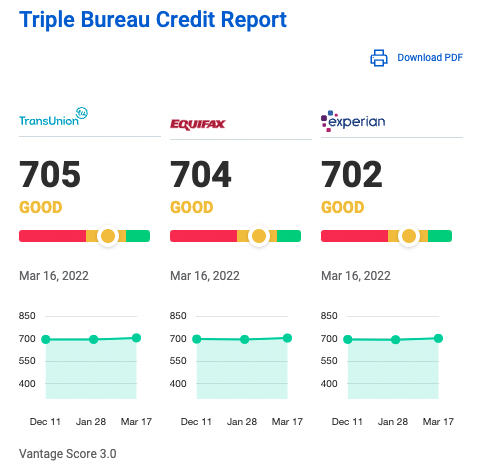 Triple Bureau Credit Report
Download PDF
TransUnion tu
EQUIFAX
experian
705
704
702
GOOD
GOOD
GOOD
Mar 16, 2022
Mar 16, 2022
Mar 16, 2022
850
700
550
400
Dec 11 Jan 28 Mar 17
850
700
550
400
Dec 11 Jan 28 Mar 17
850
700
550
400
Dec 11 Jan 28 Mar 17
Vantage Score 3.0